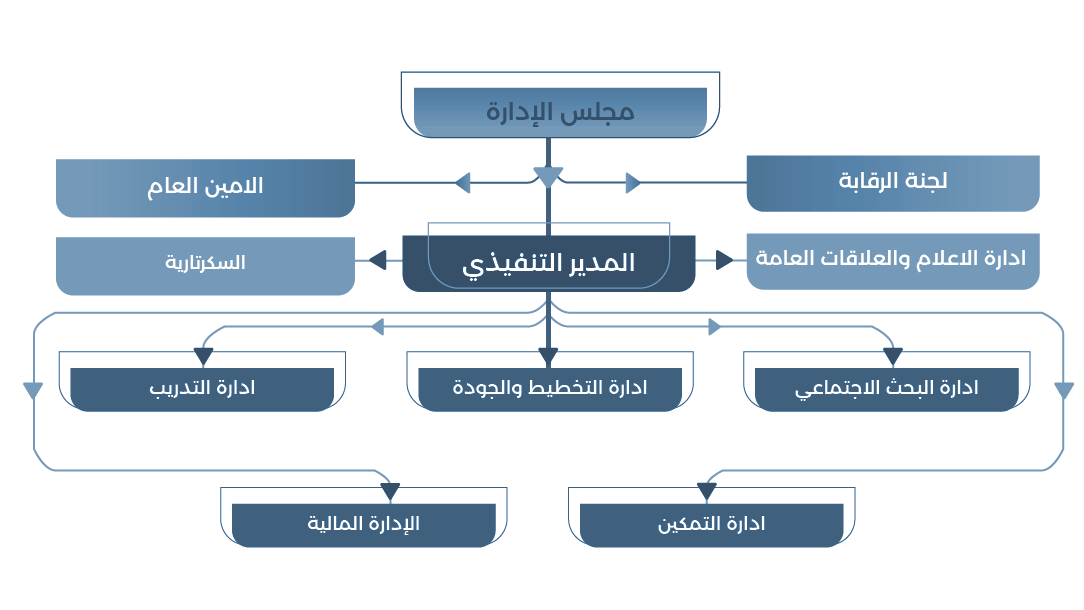 مجلس الإدارة
لجنة الرقابة
الامين العام
ادارة الاعلام والعلاقات العامة
المدير التنفيذي
السكرتارية
ادارة البحث الاجتماعي
ادارة التخطيط والجودة
ادارة التدريب
ادارة التمكين
الإدارة المالية